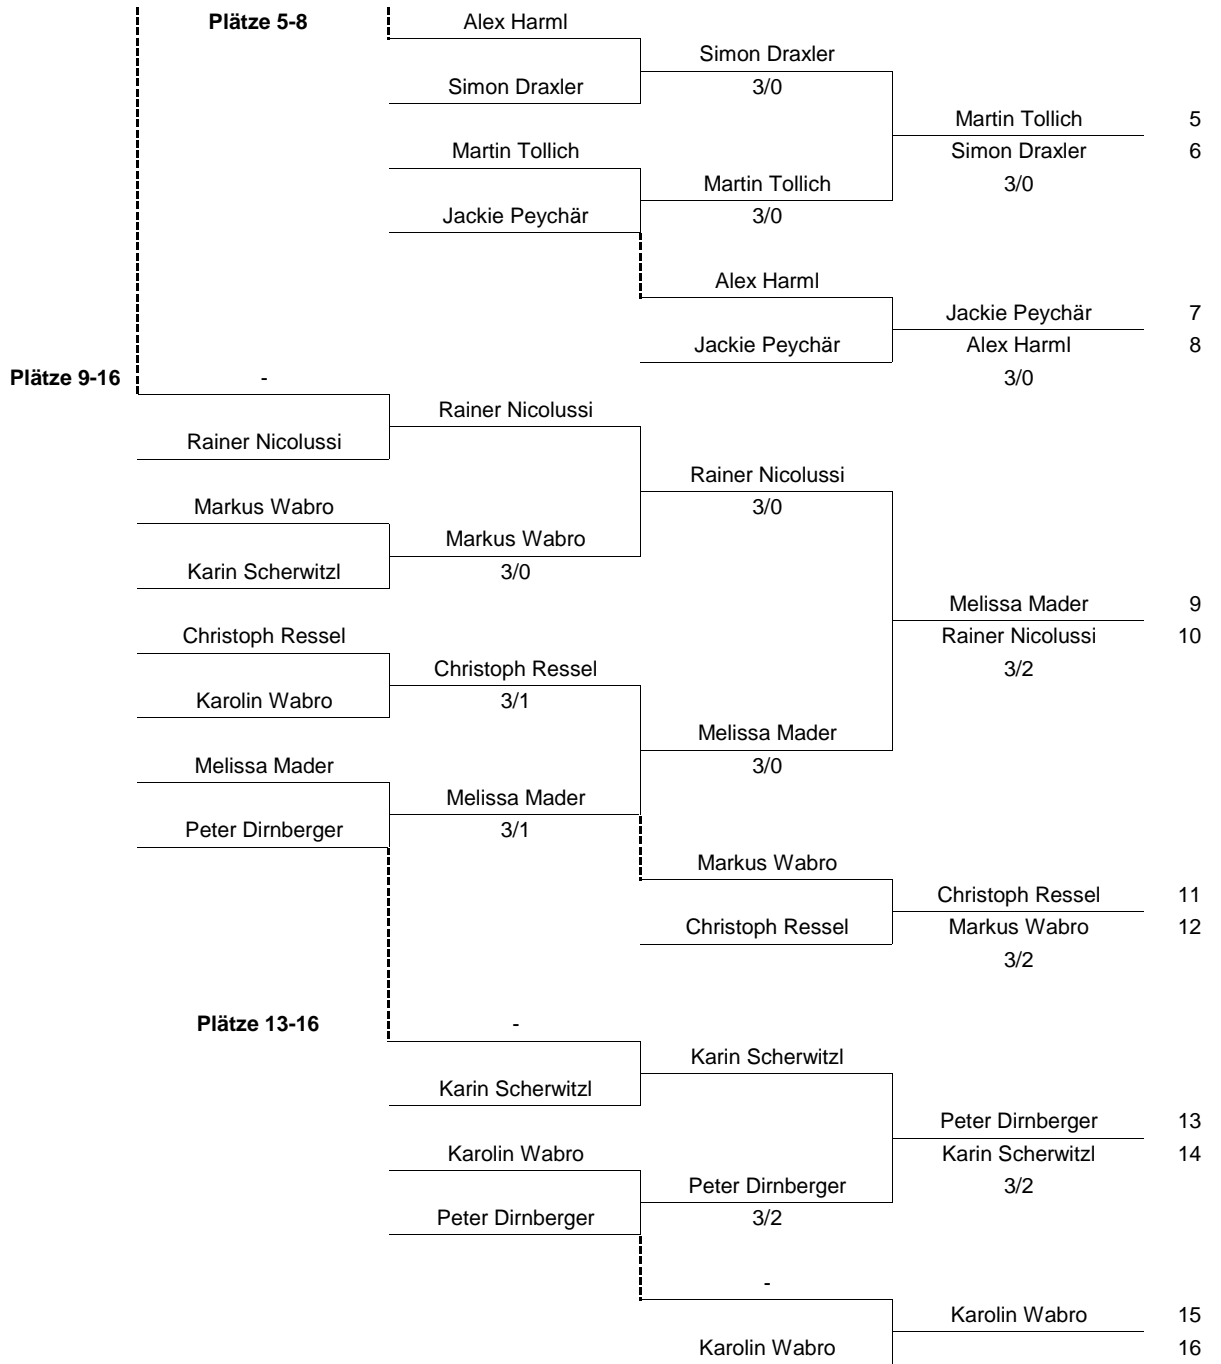 Plätze 5-8 Alex Harml
Simon Draxler
Simon Draxler 3/0
Martin Tollich 5
Martin Tollich Simon Draxler 6
Martin Tollich 3/0
Jackie Peychär 3/0
Alex Harml
Jackie Peychär 7
Jackie Peychär Alex Harml 8
Plätze 9-16 - 3/0
Rainer Nicolussi
Rainer Nicolussi
Rainer Nicolussi
Markus Wabro 3/0
Markus Wabro
Karin Scherwitzl 3/0
Melissa Mader 9
Christoph Ressel Rainer Nicolussi 10
Christoph Ressel 3/2
Karolin Wabro 3/1
Melissa Mader
Melissa Mader 3/0
Melissa Mader
Peter Dirnberger 3/1
Markus Wabro
Christoph Ressel 11
Christoph Ressel Markus Wabro 12
3/2
Plätze 13-16 -
Karin Scherwitzl
Karin Scherwitzl
Peter Dirnberger 13
Karolin Wabro Karin Scherwitzl 14
Peter Dirnberger 3/2
Peter Dirnberger 3/2
-
Karolin Wabro 15
Karolin Wabro 16